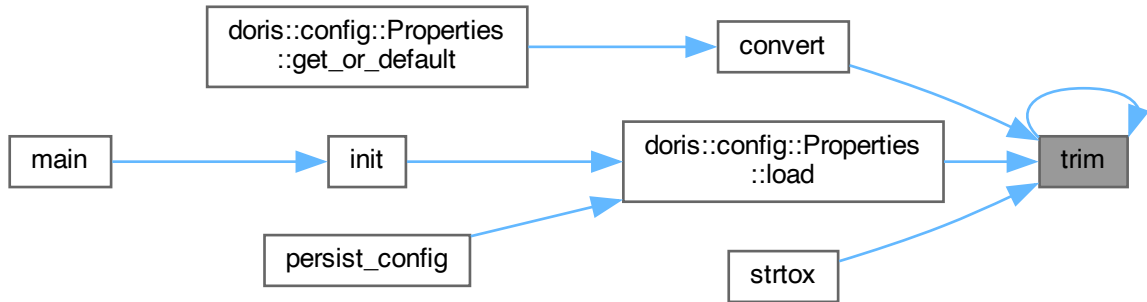 doris::config::Properties
::get_or_default
convert
main
init
doris::config::Properties
::load
trim
persist_config
strtox